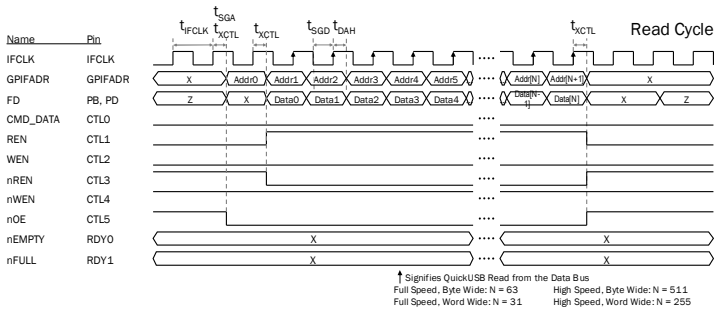 Read Cycle
tIFCLK tSGA tXCTL tXCTL tSGD tDAH tXCTL
Name Pin
IFCLK IFCLK ....
GPIFADR GPIFADR X Addr0 Addr1 Addr2 Addr3 Addr4 Addr5 .... Addr[N] Addr[N+1] X
FD PB, PD Z X Data0 Data1 Data2 Data3 Data4 .... Data[N-1] Data[N] X Z
CMD_DATA CTL0 ....
REN CTL1 ....
WEN CTL2 ....
nREN CTL3 ....
nWEN CTL4 ....
nOE CTL5 ....
nEMPTY RDY0 X .... X
nFULL RDY1 X .... X
Signifies QuickUSB Read from the Data Bus
Full Speed, Byte Wide: N = 63 High Speed, Byte Wide: N = 511
Full Speed, Word Wide: N = 31 High Speed, Word Wide: N = 255